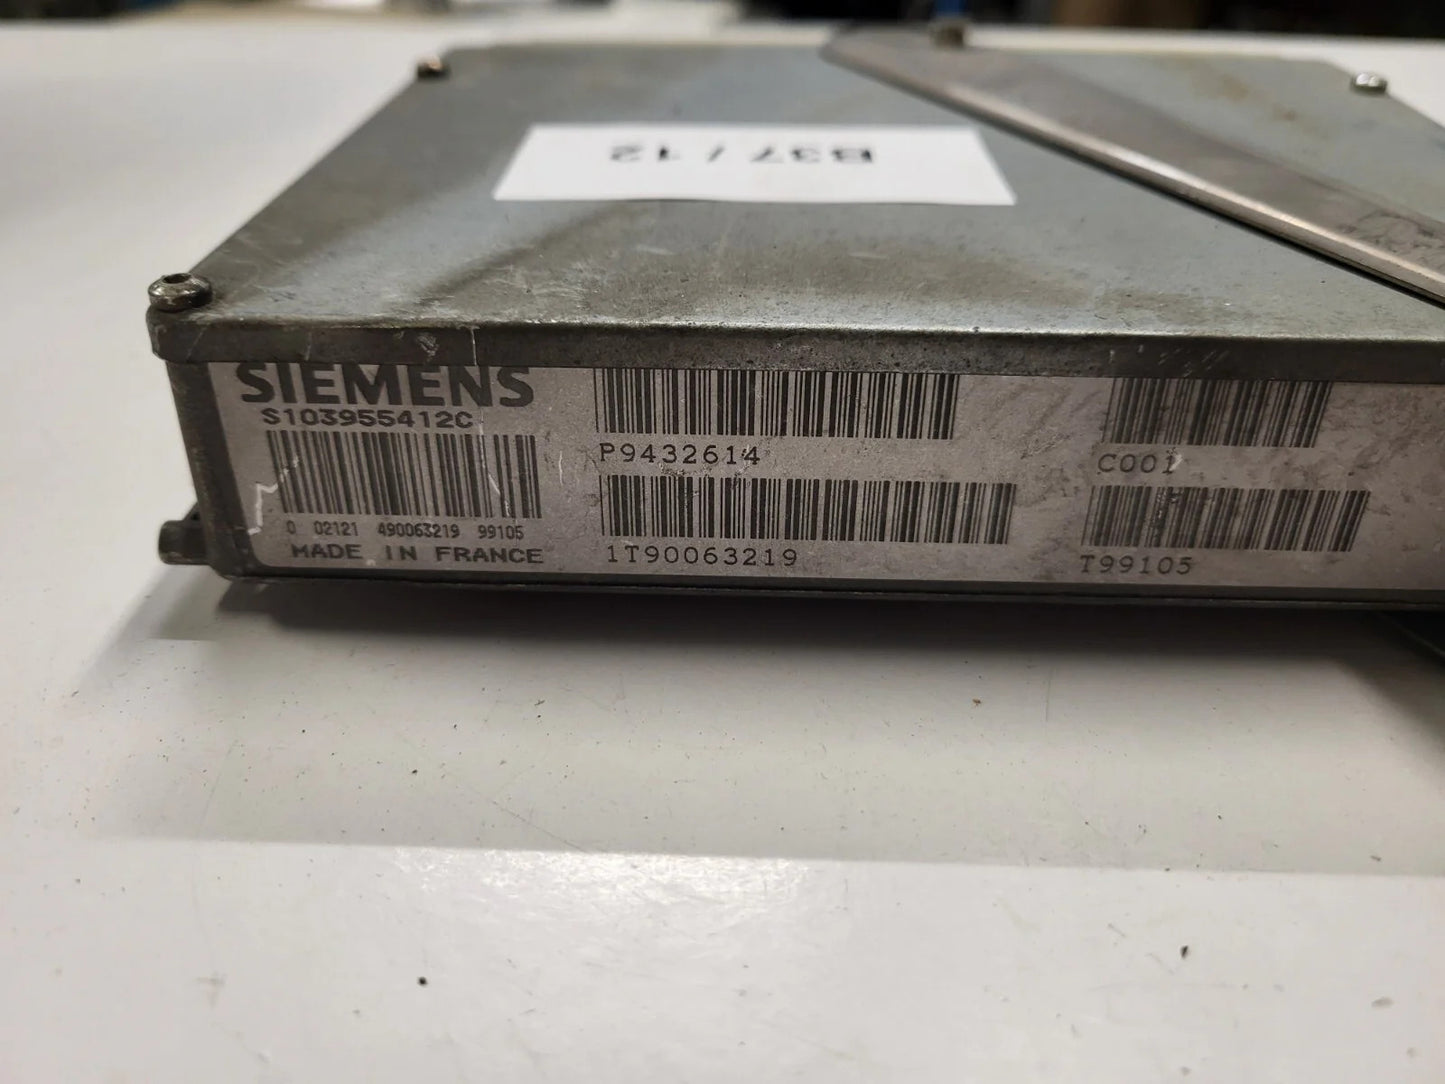 B37 / 12
SIEMENS
S103955412C
0 02121 490063219 99105
MADE IN FRANCE
P9432614
1T90063219
C001
T99105